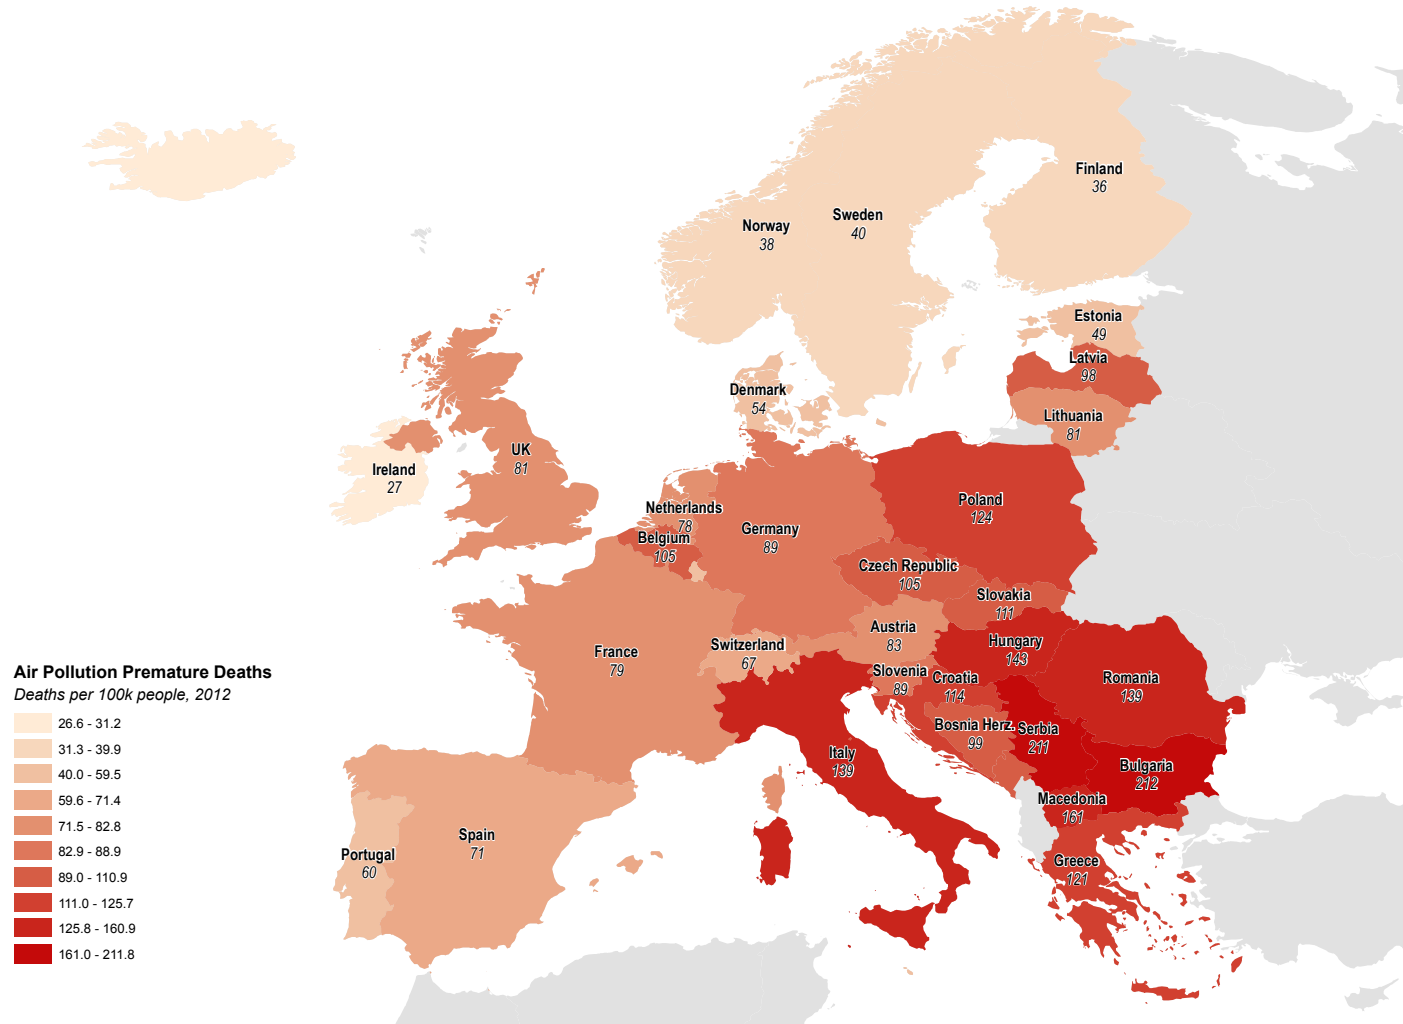 Finland
36
Sweden
40
Norway
38
Estonia
49
Latvia
98
Denmark
54
Lithuania
81
UK
81
Ireland
27
Poland
124
Netherlands
78
Germany
89
Belgium
105
Czech Republic
105
Slovakia
111
Austria
83
Hungary
143
Switzerland
67
France
79
Slovenia
89
Croatia
114
Romania
139
Bosnia Herz.
99
Serbia
211
Italy
139
Bulgaria
212
Macedonia
161
Spain
71
Portugal
60
Greece
121
Air Pollution Premature Deaths
Deaths per 100k people, 2012
26.6 - 31.2
31.3 - 39.9
40.0 - 59.5
59.6 - 71.4
71.5 - 82.8
82.9 - 88.9
89.0 - 110.9
111.0 - 125.7
125.8 - 160.9
161.0 - 211.8